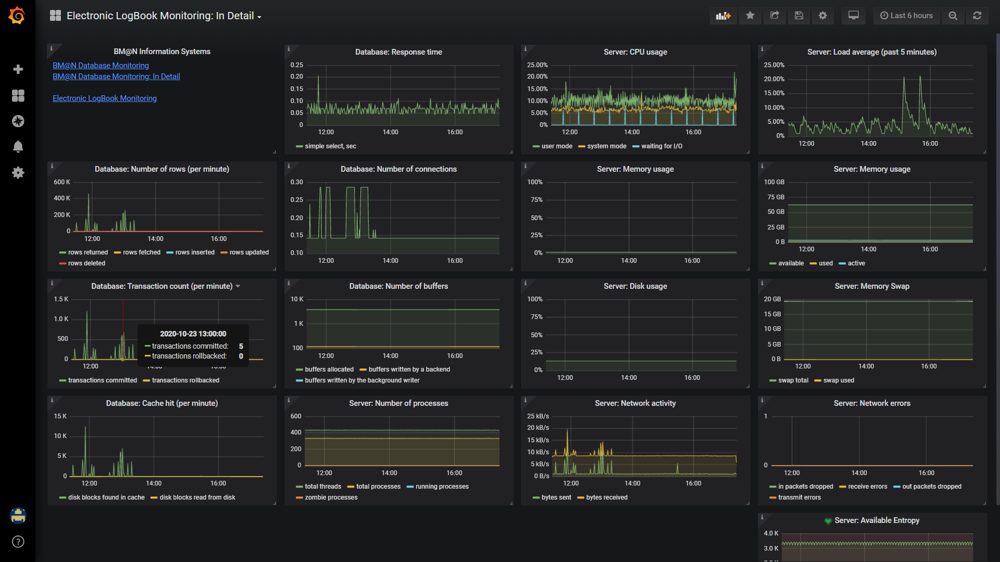 Electronic LogBook Monitoring: In Detail
Last 6 hours
BM@N Information Systems
BM@N Database Monitoring
BM@N Database Monitoring: In Detail
Electronic LogBook Monitoring
Database: Response time
0.25
0.20
0.15
0.10
0.05
0
12:00 14:00 16:00
simple select, sec
Server: CPU usage
25.00%
20.00%
15.00%
10.00%
5.00%
0%
12:00 14:00 16:00
user mode system mode waiting for I/O
Server: Load average (past 5 minutes)
25.00%
20.00%
15.00%
10.00%
5.00%
0%
12:00 14:00 16:00
Database: Number of rows (per minute)
600 K
400 K
200 K
0
12:00 14:00 16:00
rows returned rows fetched rows inserted rows updated
rows deleted
Database: Number of connections
0.30
0.25
0.20
0.15
0.10
12:00 14:00 16:00
Server: Memory usage
100%
75%
50%
25%
0%
12:00 14:00 16:00
Server: Memory usage
100 GB
75 GB
50 GB
25 GB
0 B
12:00 14:00 16:00
available used active
Database: Transaction count (per minute)
1.5 K
1.0 K
500
0
12:00
2020-10-23 13:00:00
transactions committed: 5
transactions rollbacked: 0
transactions committed transactions rollbacked
Database: Number of buffers
10 K
1 K
100
12:00 14:00 16:00
buffers allocated buffers written by a backend
buffers written by the background writer
Server: Disk usage
100%
75%
50%
25%
0%
12:00 14:00 16:00
Server: Memory Swap
20 GB
15 GB
10 GB
5 GB
0 B
12:00 14:00 16:00
swap total swap used
Database: Cache hit (per minute)
15 K
10 K
5 K
0
12:00 14:00 16:00
disk blocks found in cache disk blocks read from disk
Server: Number of processes
600
400
200
0
12:00 14:00 16:00
total threads total processes running processes
zombie processes
Server: Network activity
25 kB/s
20 kB/s
15 kB/s
10 kB/s
5 kB/s
0 B/s
12:00 14:00 16:00
bytes sent bytes received
Server: Network errors
1
0
12:00 14:00 16:00
in packets dropped receive errors out packets dropped
transmit errors
Server: Available Entropy
4.0 K
3.0 K